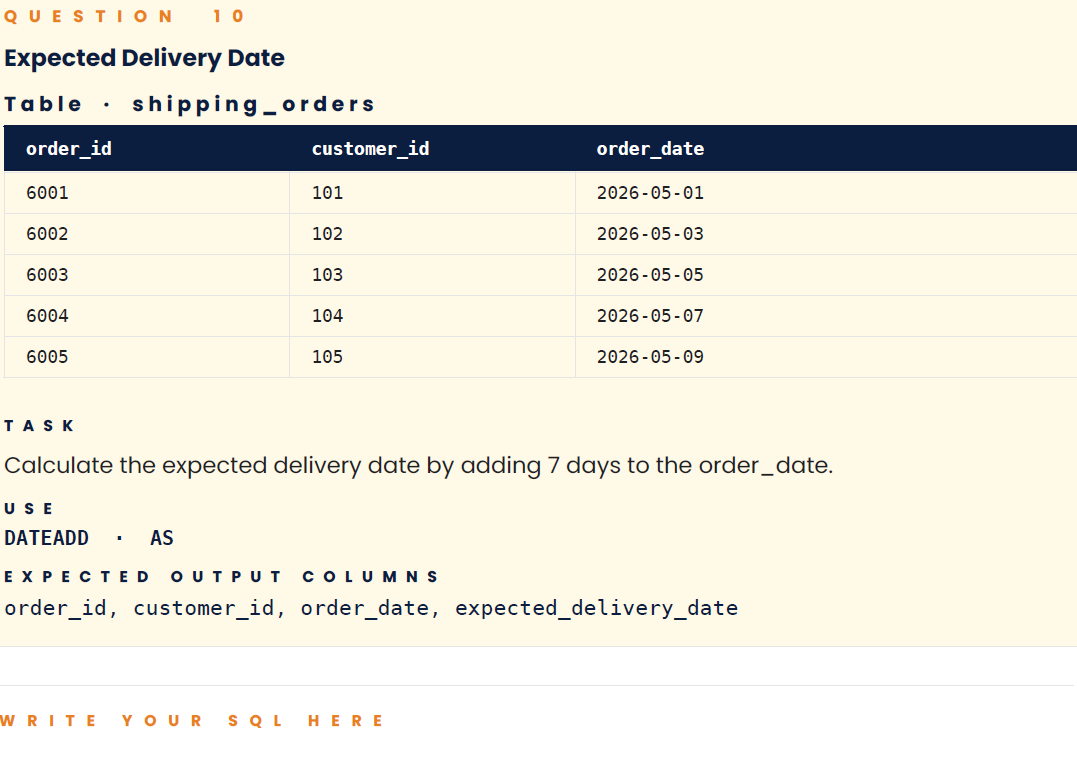 QUESTION 10
Expected Delivery Date
Table · shipping_orders
order_id customer_id order_date
6001 101 2026-05-01
6002 102 2026-05-03
6003 103 2026-05-05
6004 104 2026-05-07
6005 105 2026-05-09
TASK
Calculate the expected delivery date by adding 7 days to the order_date.
USE
DATEADD · AS
EXPECTED OUTPUT COLUMNS
order_id, customer_id, order_date, expected_delivery_date
WRITE YOUR SQL HERE